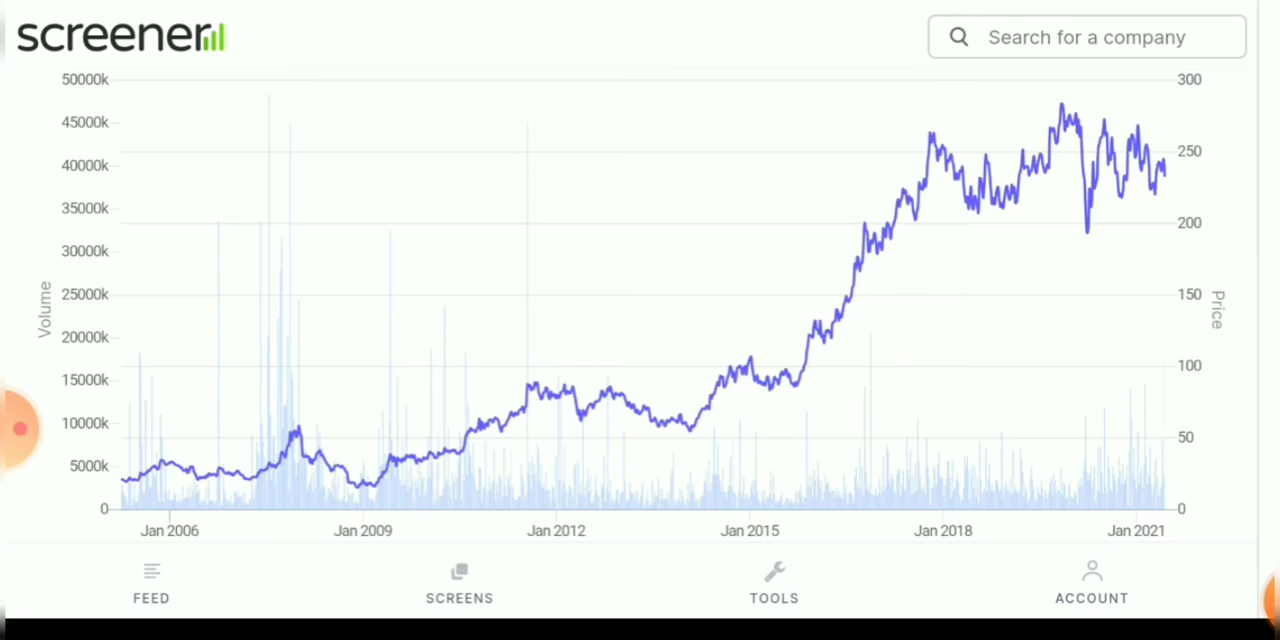 screener
Search for a company
50000k
45000k
40000k
35000k
30000k
25000k
20000k
15000k
10000k
5000k
0
Volume
300
250
200
150
100
50
0
Price
Jan 2006
Jan 2009
Jan 2012
Jan 2015
Jan 2018
Jan 2021
FEED
SCREENS
TOOLS
ACCOUNT